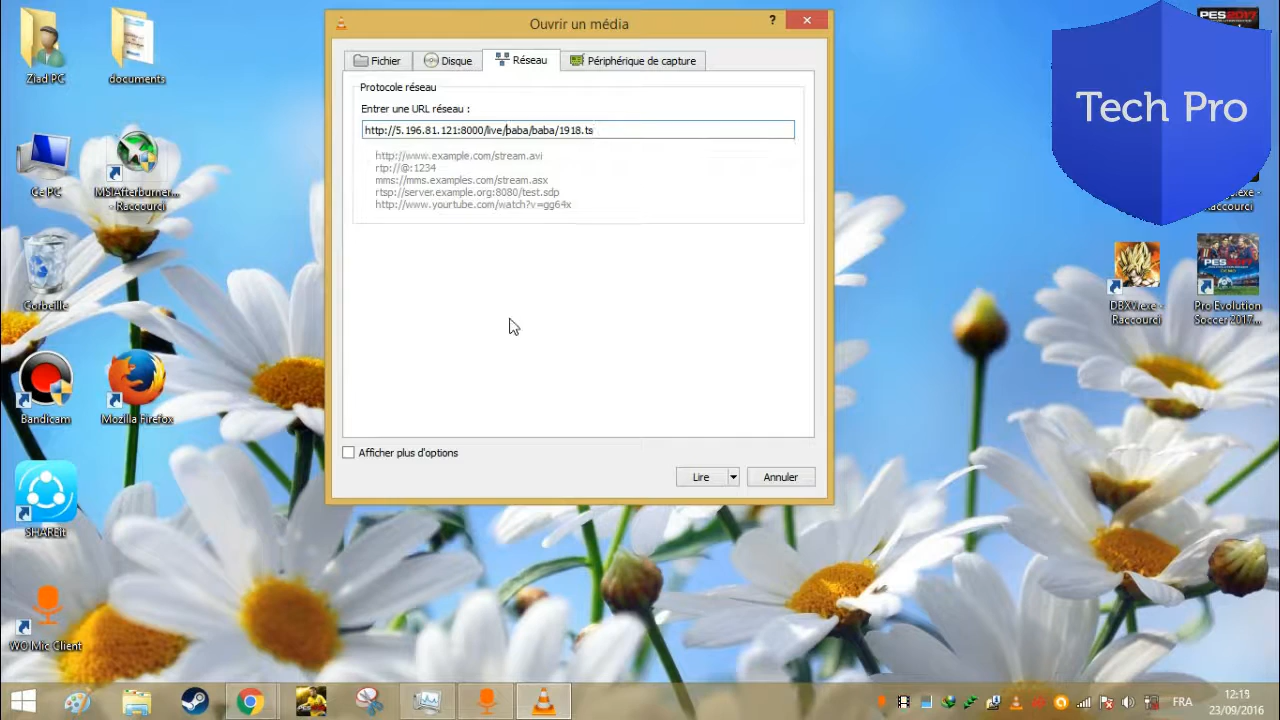 Ouvrir un média
?
Fichier
Disque
Réseau
Périphérique de capture
Protocole réseau
Entrer une URL réseau :
http://5.196.81.121:8000/live/baba/baba/1918.ts
http://www.example.com/stream.avi
rtp://@:1234
mms://mms.examples.com/stream.asx
rtsp://server.example.org:8080/test.sdp
http://www.yourtube.com/watch?v=gg64x
Afficher plus d'options
Lire
Annuler
Ziad PC
documents
Ce PC
MSIAfterburner...
- Raccourci
Corbeille
Bandicam
Mozilla Firefox
SHAREit
WO Mic Client
PES2017
Tech Pro
Raccourci
DBXV.exe -
Raccourci
PES2017
Pro Evolution
Soccer 2017...
FRA
12:15
23/09/2016